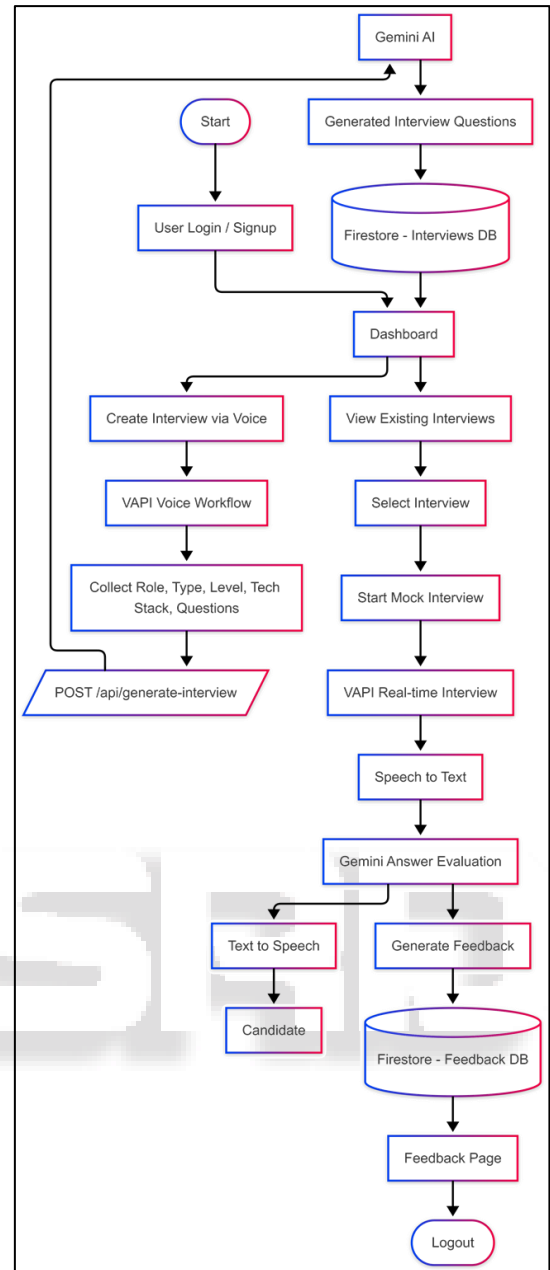 Gemini AI
Start
Generated Interview Questions
User Login / Signup
Firestore - Interviews DB
Dashboard
Create Interview via Voice
View Existing Interviews
VAPI Voice Workflow
Select Interview
Collect Role, Type, Level, Tech
Stack, Questions
Start Mock Interview
POST /api/generate-interview
VAPI Real-time Interview
Speech to Text
Gemini Answer Evaluation
Text to Speech
Generate Feedback
Candidate
Firestore - Feedback DB
Feedback Page
Logout